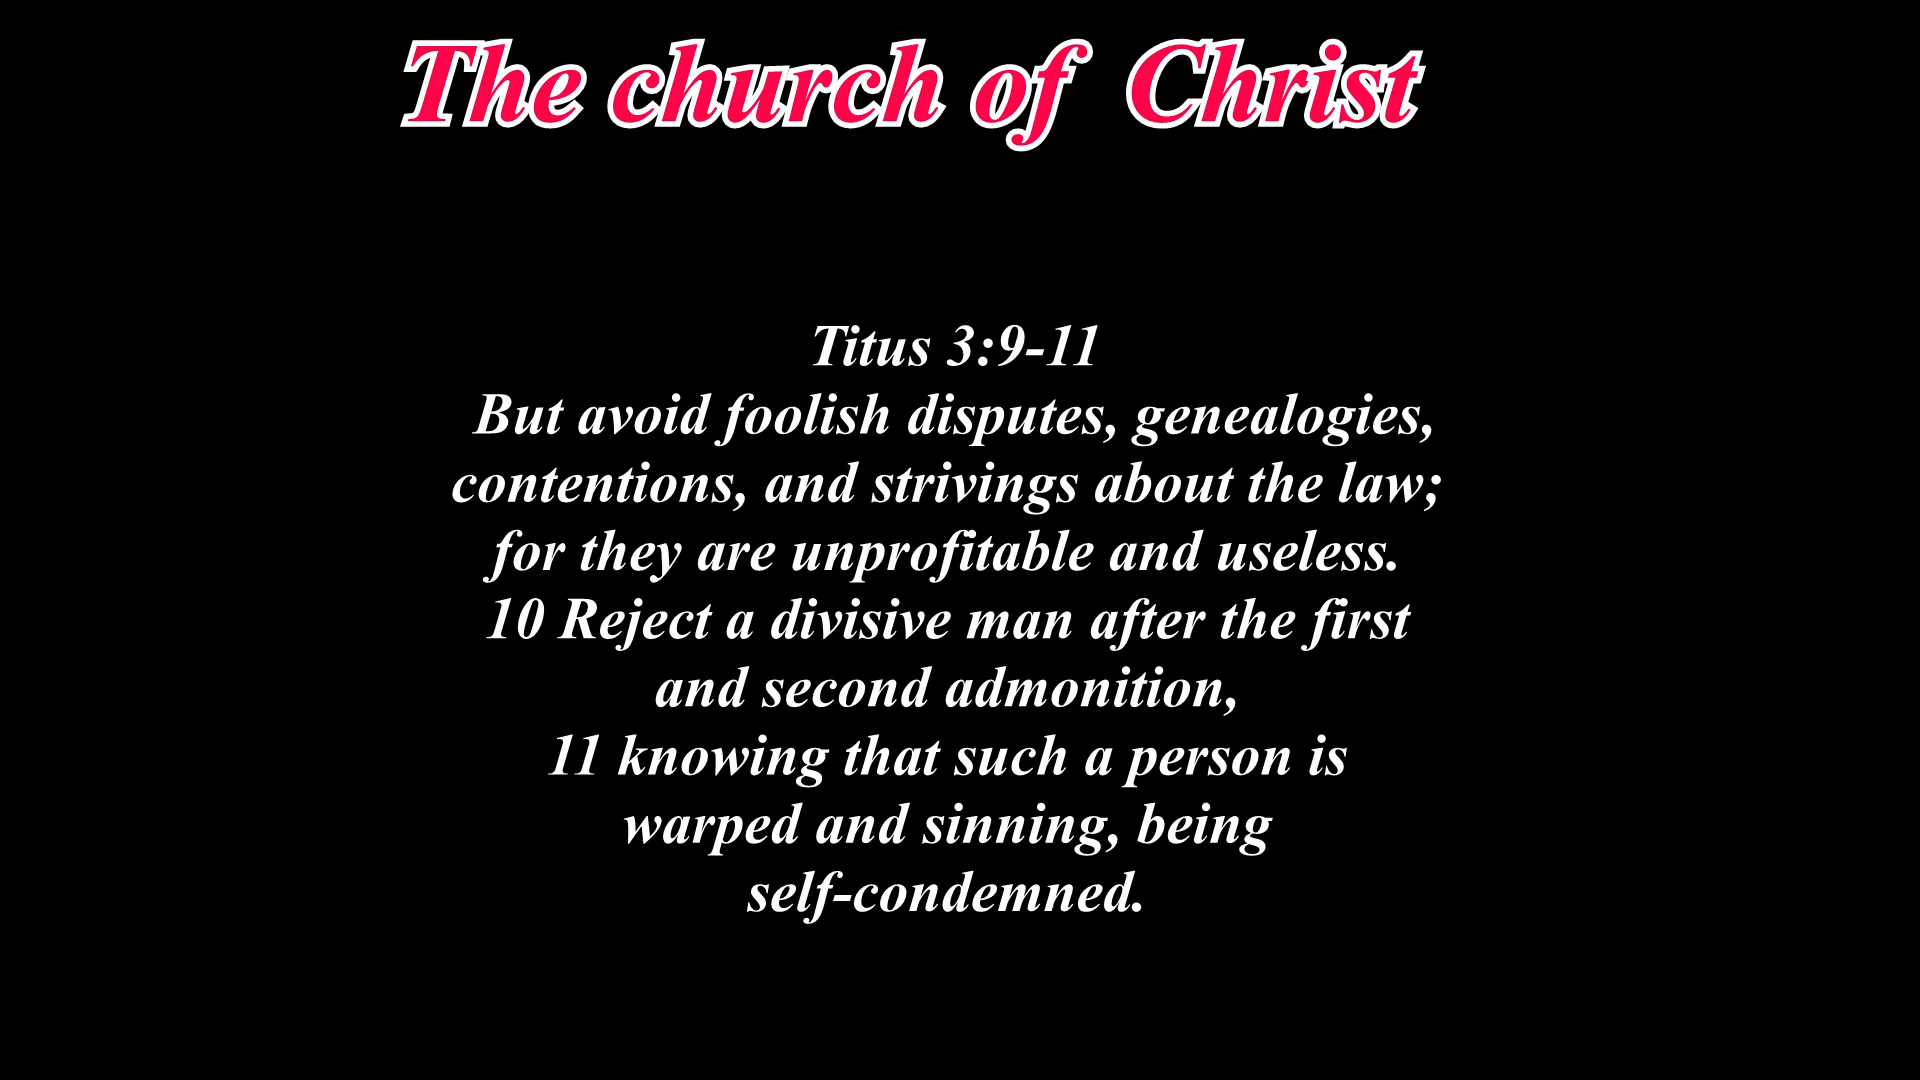 The church of Christ
Titus 3:9-11
But avoid foolish disputes, genealogies,
contentions, and strivings about the law;
for they are unprofitable and useless.
10 Reject a divisive man after the first
and second admonition,
11 knowing that such a person is
warped and sinning, being
self-condemned.